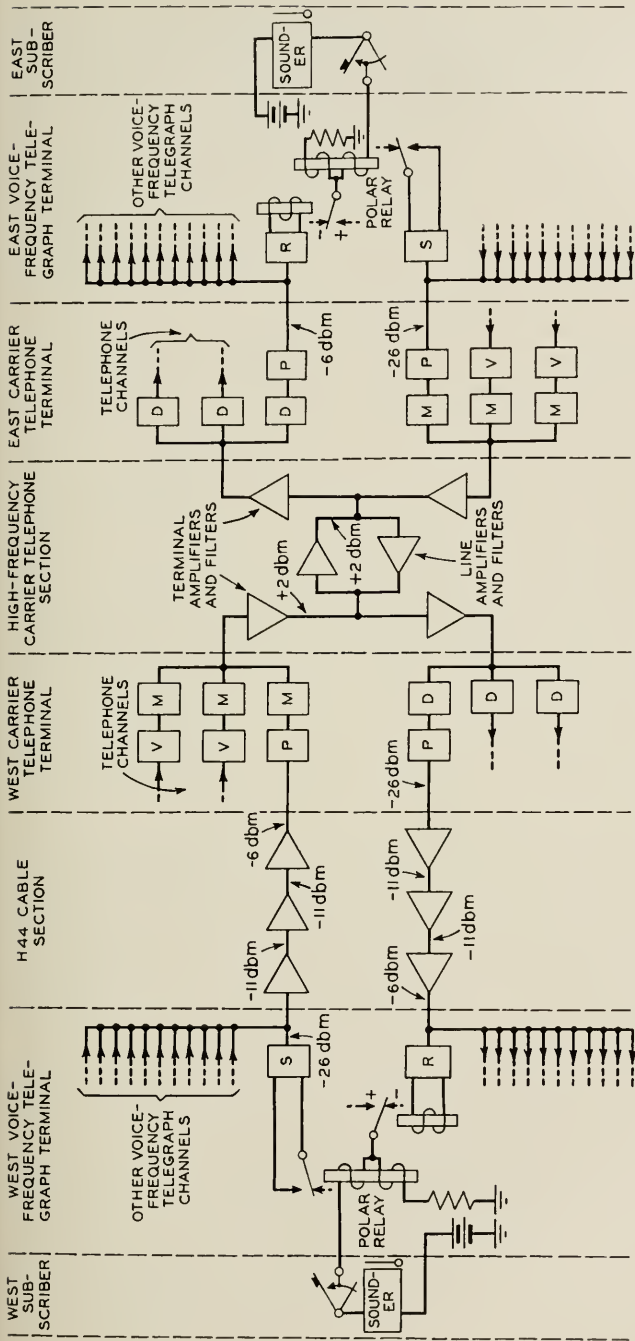 WEST
SUB-
SCRIBER
WEST VOICE-
FREQUENCY TELE-
GRAPH TERMINAL
H44 CABLE
SECTION
WEST CARRIER
TELEPHONE
TERMINAL
HIGH-FREQUENCY
CARRIER TELEPHONE
SECTION
EAST CARRIER
TELEPHONE
TERMINAL
EAST VOICE-
FREQUENCY TELE-
GRAPH TERMINAL
EAST
SUB-
SCRIBER
OTHER VOICE-
FREQUENCY
TELEGRAPH
CHANNELS
S
-26 dbm
-11 dbm
-11 dbm
-6 dbm
V
M
V
M
P
M
TELEPHONE
CHANNELS
TERMINAL
AMPLIFIERS
AND FILTERS
+2 dbm
+2 dbm
LINE
AMPLIFIERS
AND FILTERS
TELEPHONE
CHANNELS
D
D
D
P
-6 dbm
OTHER VOICE-
FREQUENCY
TELEGRAPH
CHANNELS
R
-
+
POLAR
RELAY
SOUND-
ER
SOUND-
ER
POLAR
RELAY
+
-
R
-6 dbm
-11 dbm
-11 dbm
-26 dbm
P
D
D
D
M
P
M
V
M
V
-26 dbm
S